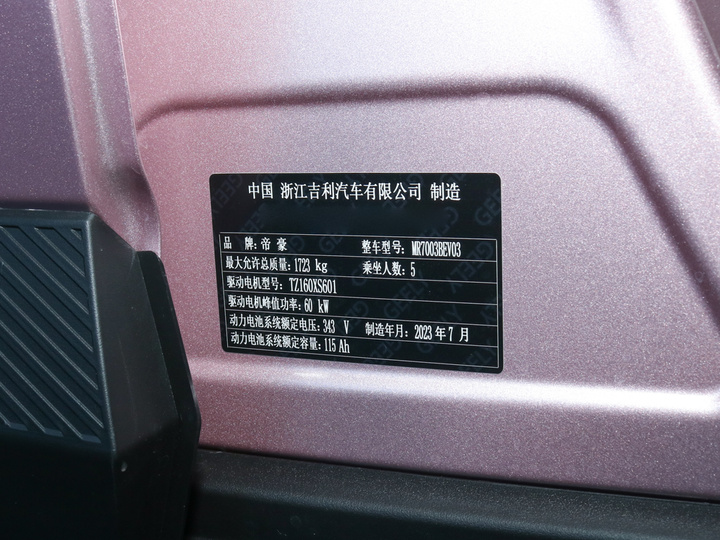 中国 浙江吉利汽车有限公司 制造
品 牌:帝豪 整车型号:MR7003BEV03
最大允许总质量:1723 kg 乘坐人数:5
驱动电机型号:TZ160XS601
驱动电机峰值功率:60 kW
动力电池系统额定电压:343 V 制造年月:2023 年 7 月
动力电池系统额定容量:115 Ah